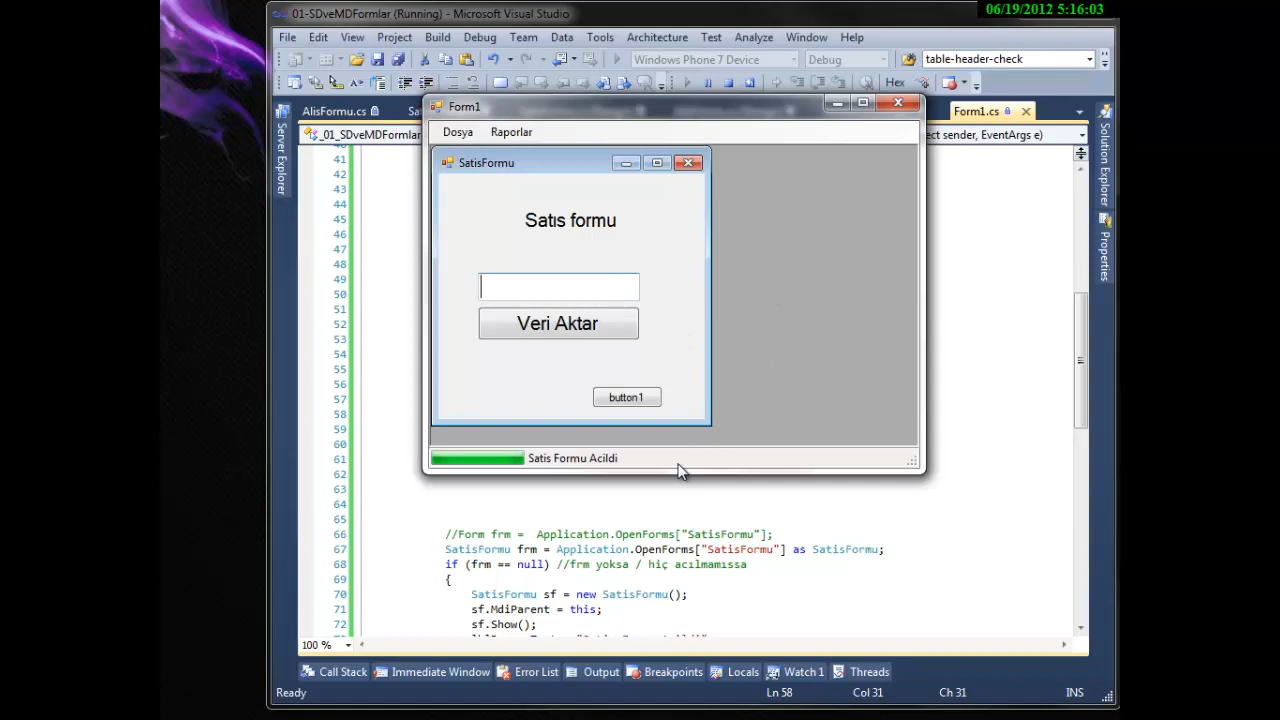 06/19/2012 5:16:03
01-SDveMDFormlar (Running) - Microsoft Visual Studio
File Edit View Project Build Debug Team Data Tools Architecture Test Analyze Window Help
Windows Phone 7 Device Debug table-header-check
Hex
AlisFormu.cs Form1.cs
_01_SDveMDFormlar ect sender, EventArgs e)
Server Explorer
Solution Explorer
Properties
Form1
Dosya Raporlar
SatisFormu
Satıs formu
Veri Aktar
button1
Satis Formu Acildi
41
42
43
44
45
46
47
48
49
50
51
52
53
54
55
56
57
58
59
60
61
62
63
64
65
66 //Form frm = Application.OpenForms["SatisFormu"];
67 SatisFormu frm = Application.OpenForms["SatisFormu"] as SatisFormu;
68 if (frm == null) //frm yoksa / hiç acılmamıssa
69 {
70 SatisFormu sf = new SatisFormu();
71 sf.MdiParent = this;
72 sf.Show();
100 %
Call Stack Immediate Window Error List Output Breakpoints Locals Watch 1 Threads
Ready Ln 58 Col 31 Ch 31 INS